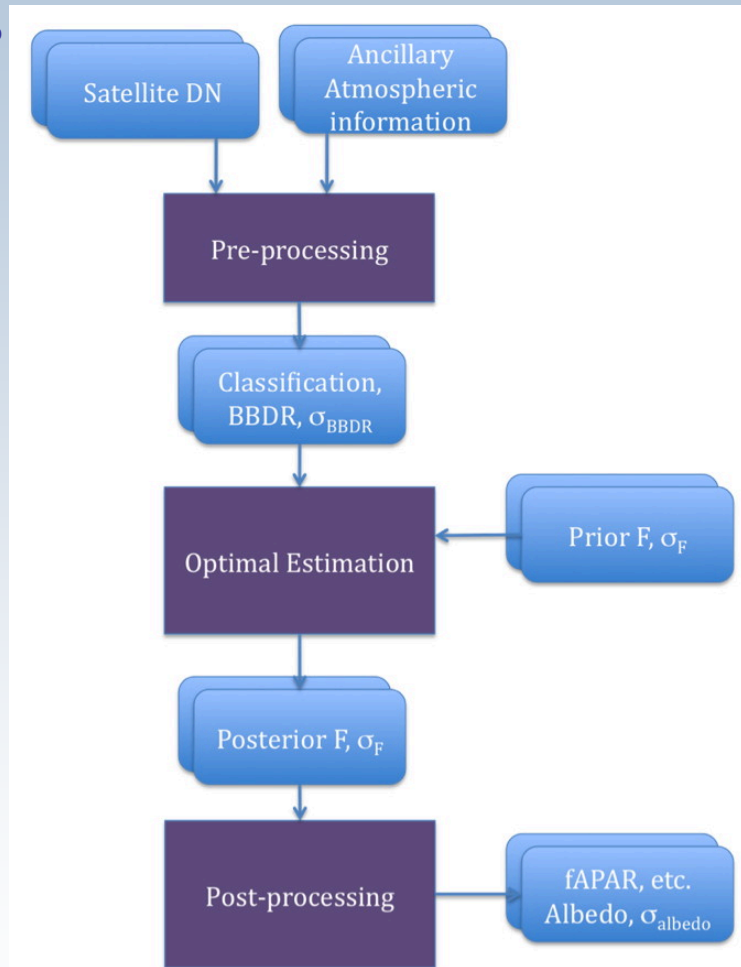 Satellite DN
Ancillary
Atmospheric
information
Pre-processing
Classification,
BBDR, σBBDR
Optimal Estimation
Prior F, σF
Posterior F, σF
Post-processing
fAPAR, etc.
Albedo, σalbedo